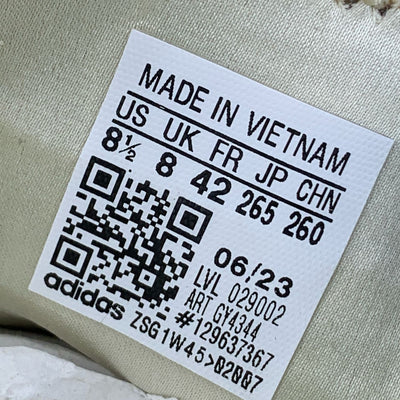 MADE IN VIETNAM
US UK FR JP CHN
8½ 8 42 265 260
06/23
LVL 029002
ART GY4344
#129637367
ZSG1W45>02007
adidas